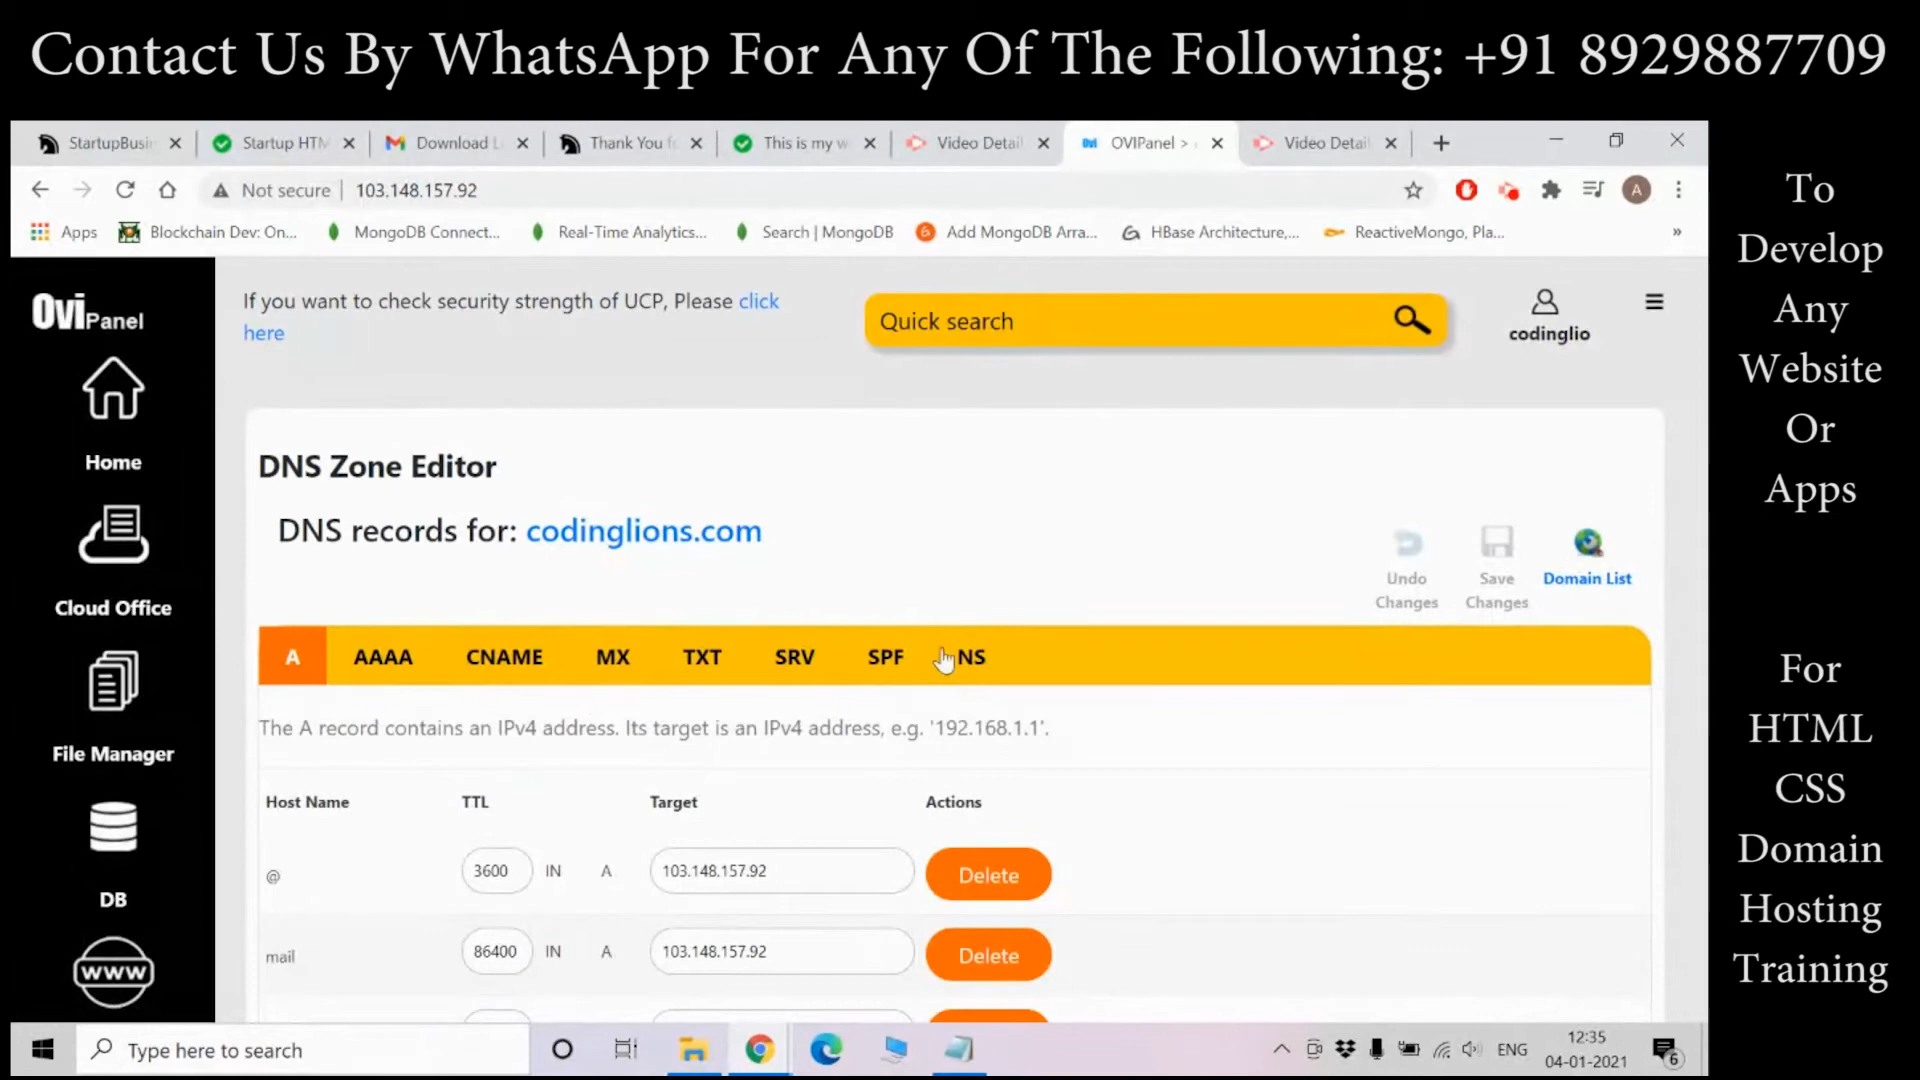 Contact Us By WhatsApp For Any Of The Following: +91 8929887709
StartupBusin
Startup HTM
Download L
Thank You f
This is my w
Video Detail
OVIPanel >
Video Detail
Not secure
103.148.157.92
A
Apps
Blockchain Dev: On...
MongoDB Connect...
Real-Time Analytics...
Search | MongoDB
Add MongoDB Arra...
HBase Architecture,...
ReactiveMongo, Pla...
»
OviPanel
Home
Cloud Office
File Manager
DB
WWW
If you want to check security strength of UCP, Please click
here
Quick search
codinglio
DNS Zone Editor
DNS records for: codinglions.com
Undo
Changes
Save
Changes
Domain List
A AAAA CNAME MX TXT SRV SPF NS
The A record contains an IPv4 address. Its target is an IPv4 address, e.g. '192.168.1.1'.
Host Name TTL Target Actions
@ 3600 IN A 103.148.157.92 Delete
mail 86400 IN A 103.148.157.92 Delete
Type here to search
ENG
12:35
04-01-2021
6
To
Develop
Any
Website
Or
Apps
For
HTML
CSS
Domain
Hosting
Training